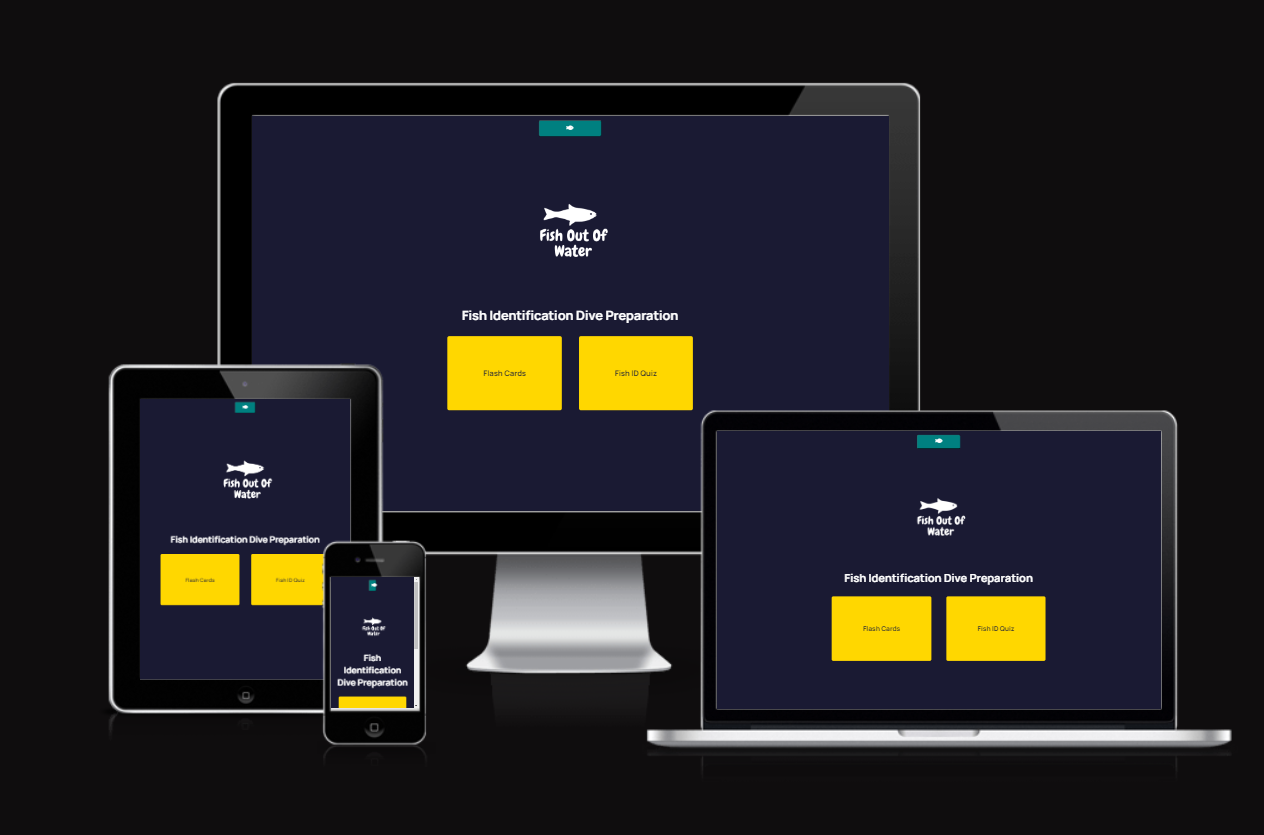 Fish Out Of
Water
Fish Identification Dive Preparation
Flash Cards
Fish ID Quiz
Fish Out Of
Water
Fish Identification Dive Preparation
Flash Cards
Fish ID Quiz
Fish Out Of
Water
Fish
Identification
Dive Preparation
Fish Out Of
Water
Fish Identification Dive Preparation
Flash Cards
Fish ID Quiz